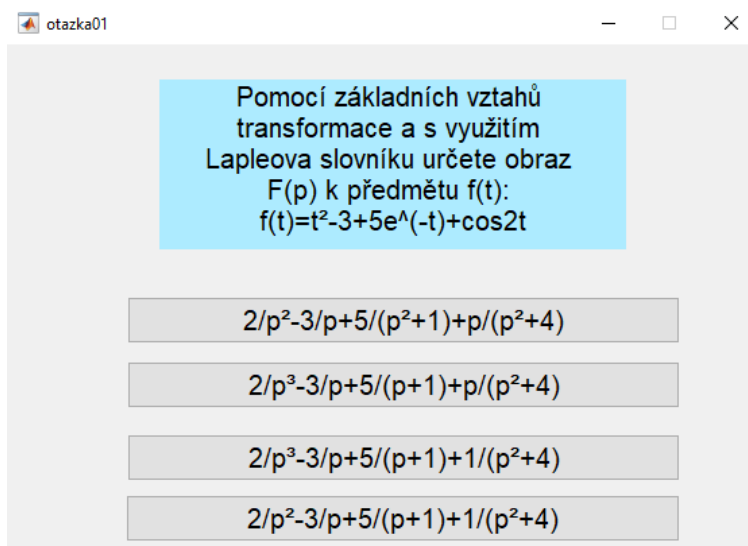 otazka01
Pomocí základních vztahů
transformace a s využitím
Lapleova slovníku určete obraz
F(p) k předmětu f(t):
f(t)=t²-3+5e^(-t)+cos2t
2/p²-3/p+5/(p²+1)+p/(p²+4)
2/p³-3/p+5/(p+1)+p/(p²+4)
2/p³-3/p+5/(p+1)+1/(p²+4)
2/p²-3/p+5/(p+1)+1/(p²+4)